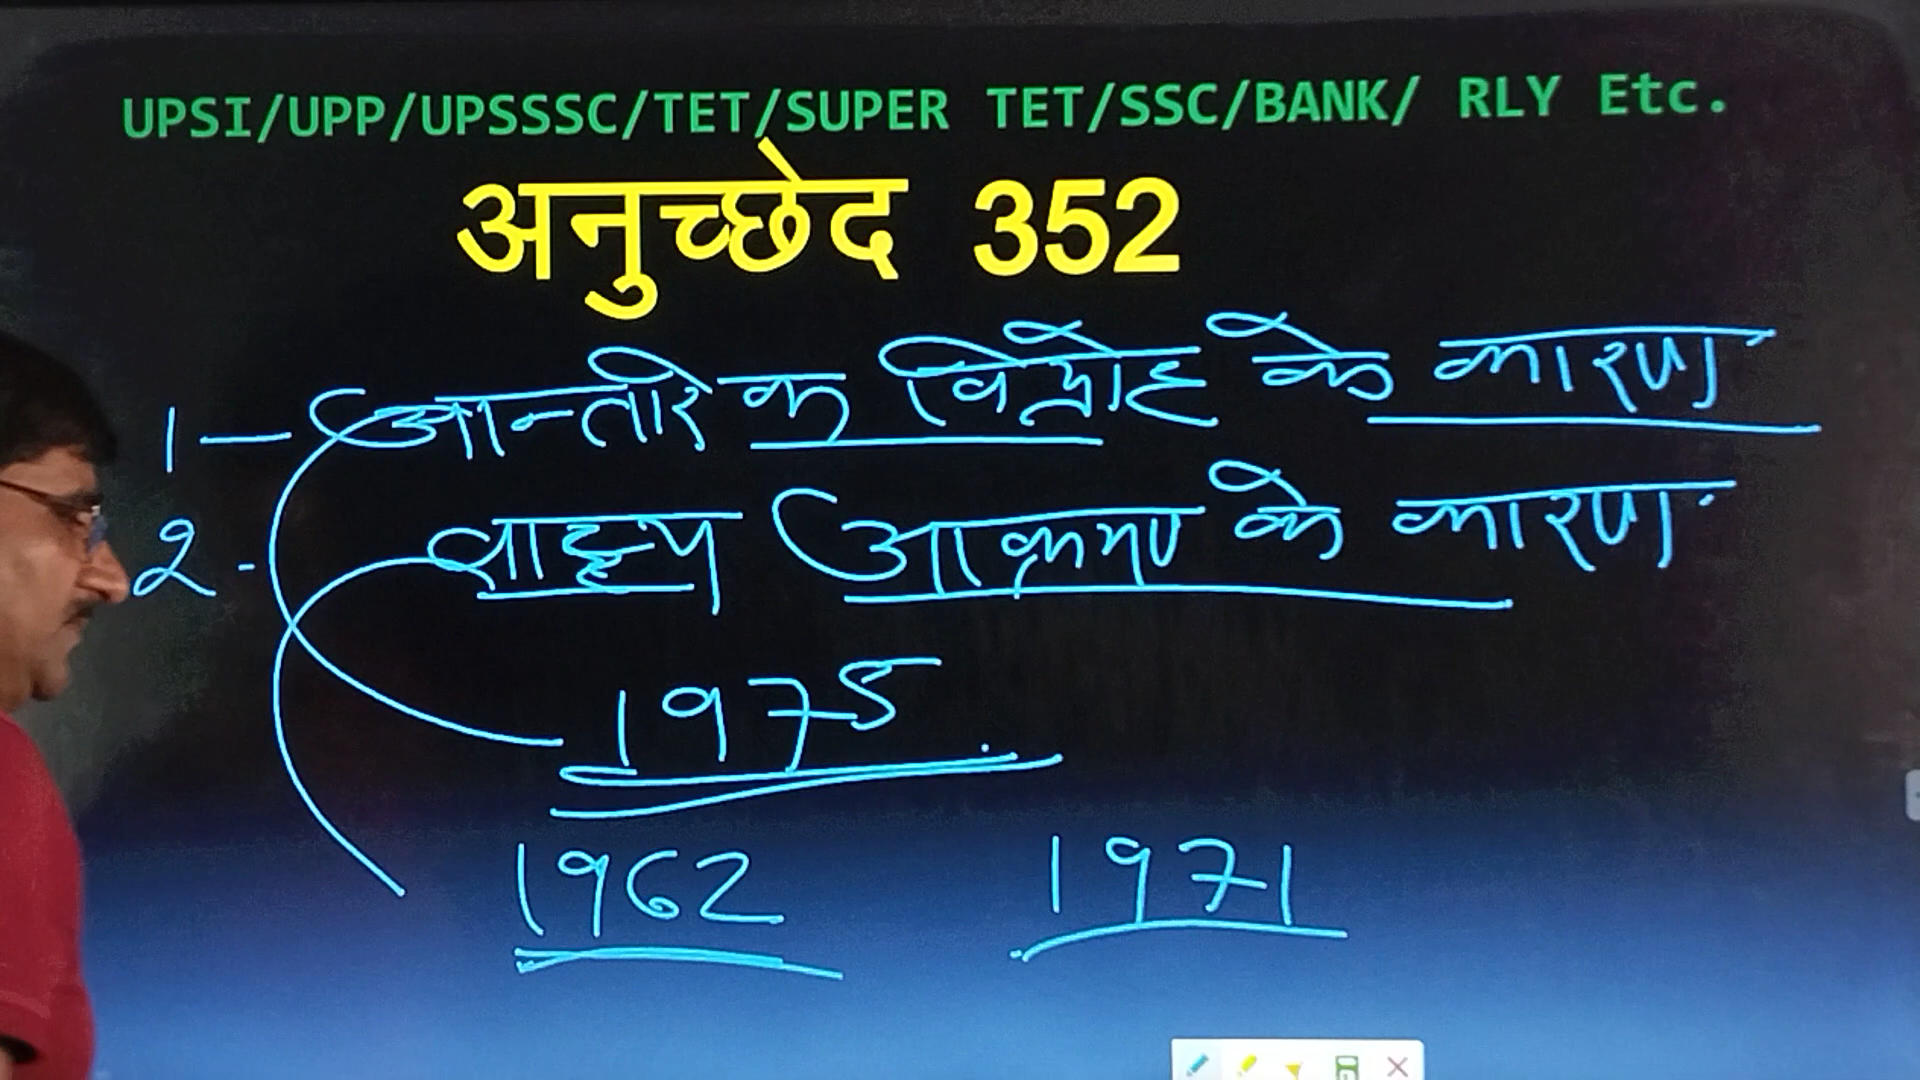 UPSI/UPP/UPSSSC/TET/SUPER TET/SSC/BANK/ RLY Etc.
अनुच्छेद 352
1 - आन्तरिक विद्रोह के कारण
2 - वाह्य आक्रमण के कारण
1975
1962 1971